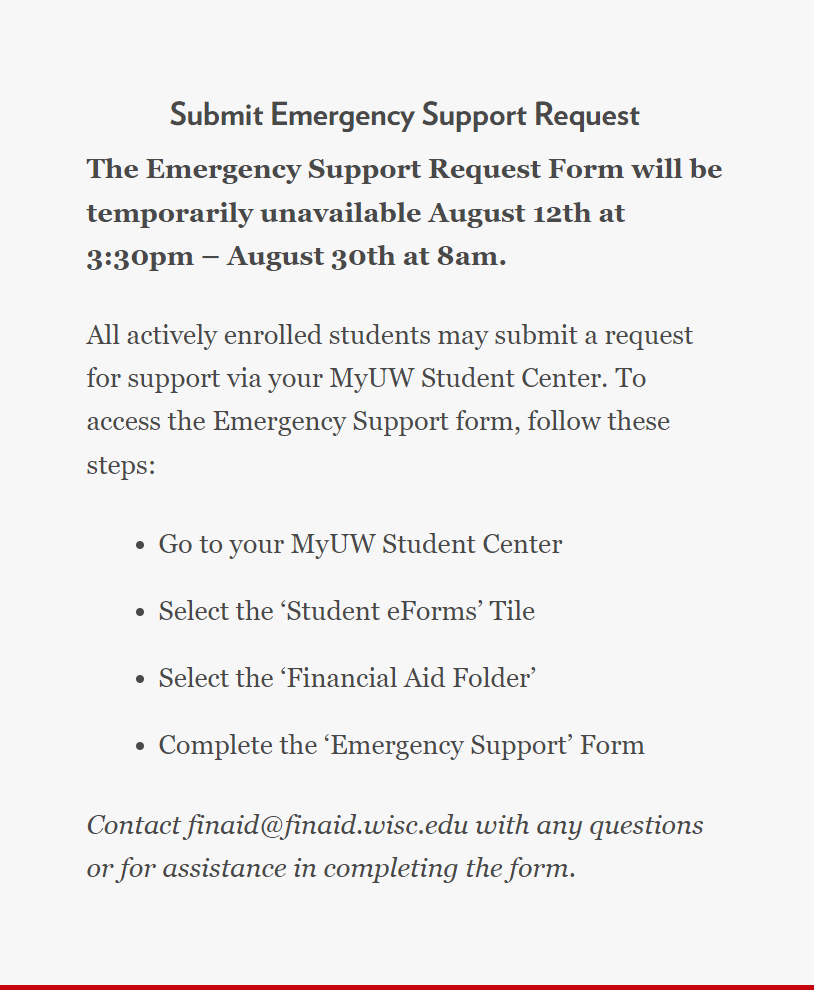 Submit Emergency Support Request
The Emergency Support Request Form will be
temporarily unavailable August 12th at
3:30pm – August 30th at 8am.
All actively enrolled students may submit a request
for support via your MyUW Student Center. To
access the Emergency Support form, follow these
steps:
• Go to your MyUW Student Center
• Select the ‘Student eForms’ Tile
• Select the ‘Financial Aid Folder’
• Complete the ‘Emergency Support’ Form
Contact finaid@finaid.wisc.edu with any questions
or for assistance in completing the form.